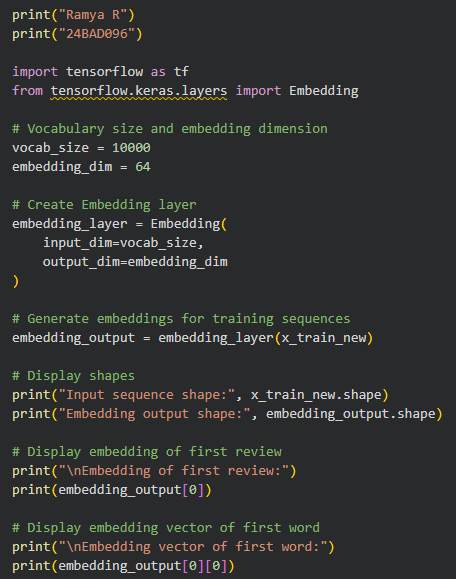 print("Ramya R")
print("24BAD096")

import tensorflow as tf
from tensorflow.keras.layers import Embedding

# Vocabulary size and embedding dimension
vocab_size = 10000
embedding_dim = 64

# Create Embedding layer
embedding_layer = Embedding(
    input_dim=vocab_size,
    output_dim=embedding_dim
)

# Generate embeddings for training sequences
embedding_output = embedding_layer(x_train_new)

# Display shapes
print("Input sequence shape:", x_train_new.shape)
print("Embedding output shape:", embedding_output.shape)

# Display embedding of first review
print("\nEmbedding of first review:")
print(embedding_output[0])

# Display embedding vector of first word
print("\nEmbedding vector of first word:")
print(embedding_output[0][0])